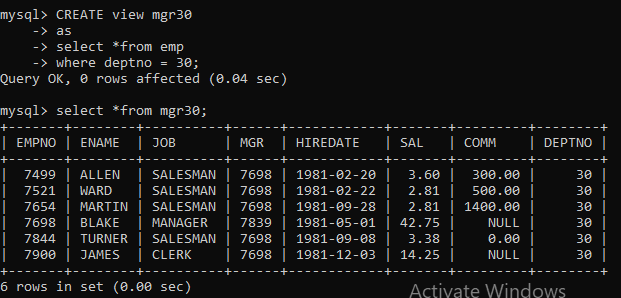 mysql> CREATE view mgr30
    -> as
    -> select *from emp
    -> where deptno = 30;
Query OK, 0 rows affected (0.04 sec)

mysql> select *from mgr30;
+-------+--------+----------+------+------------+-------+---------+--------+
| EMPNO | ENAME  | JOB      | MGR  | HIREDATE   | SAL   | COMM    | DEPTNO |
+-------+--------+----------+------+------------+-------+---------+--------+
|  7499 | ALLEN  | SALESMAN | 7698 | 1981-02-20 |  3.60 |  300.00 |     30 |
|  7521 | WARD   | SALESMAN | 7698 | 1981-02-22 |  2.81 |  500.00 |     30 |
|  7654 | MARTIN | SALESMAN | 7698 | 1981-09-28 |  2.81 | 1400.00 |     30 |
|  7698 | BLAKE  | MANAGER  | 7839 | 1981-05-01 | 42.75 |    NULL |     30 |
|  7844 | TURNER | SALESMAN | 7698 | 1981-09-08 |  3.38 |    0.00 |     30 |
|  7900 | JAMES  | CLERK    | 7698 | 1981-12-03 | 14.25 |    NULL |     30 |
+-------+--------+----------+------+------------+-------+---------+--------+
6 rows in set (0.00 sec)
Activate Windows